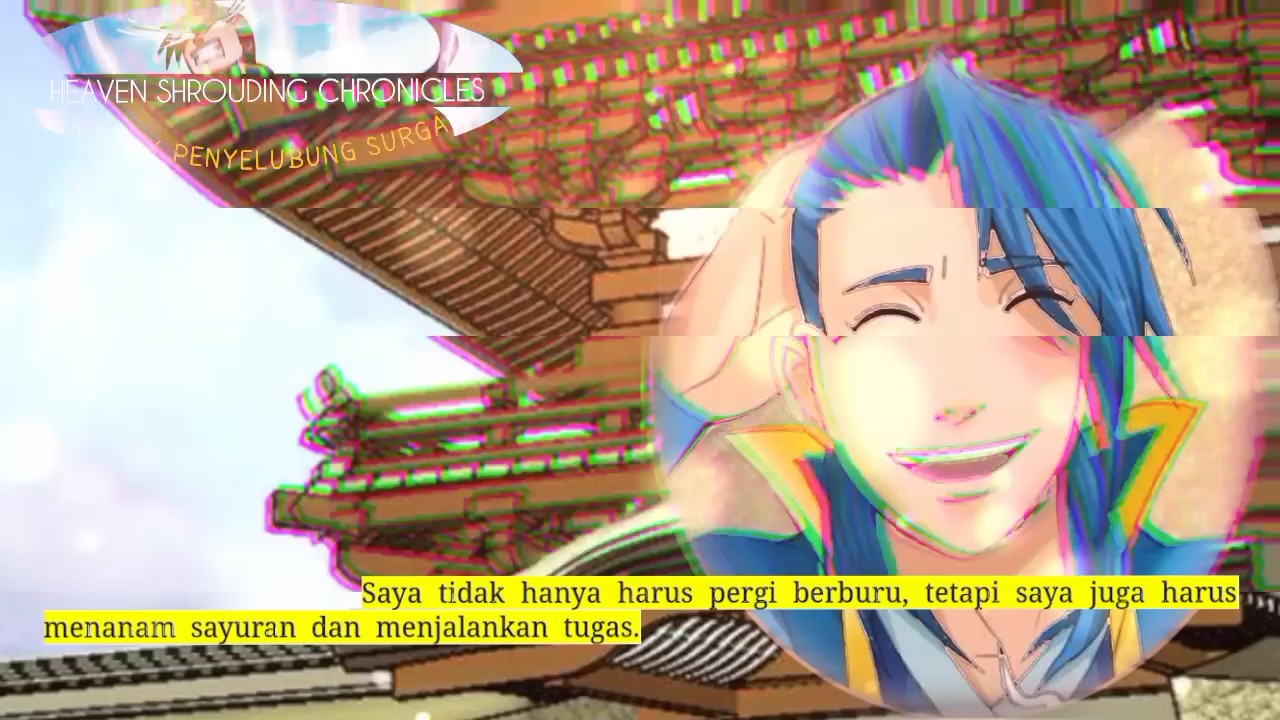 HEAVEN SHROUDING CHRONICLES
PENYELUBUNG SURGA
Saya tidak hanya harus pergi berburu, tetapi saya juga harus
menanam sayuran dan menjalankan tugas.